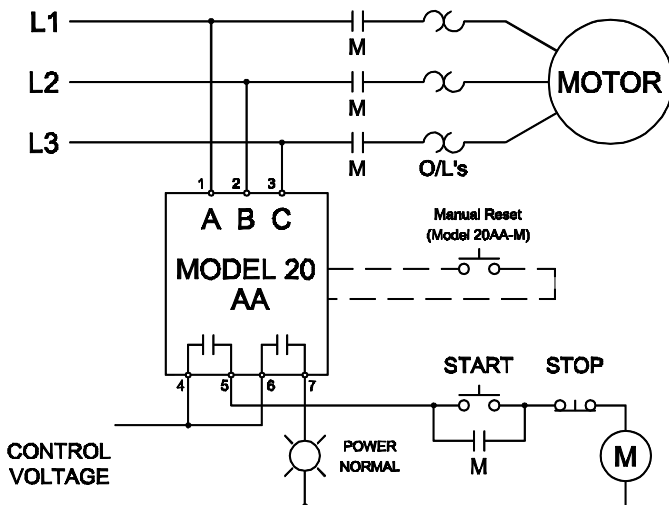 L1
M
L2
M
MOTOR
L3
M
O/L's
1 2 3
A B C
Manual Reset
(Model 20AA-M)
MODEL 20
AA
4 5 6 7
START STOP
CONTROL
VOLTAGE
POWER
NORMAL
M
M